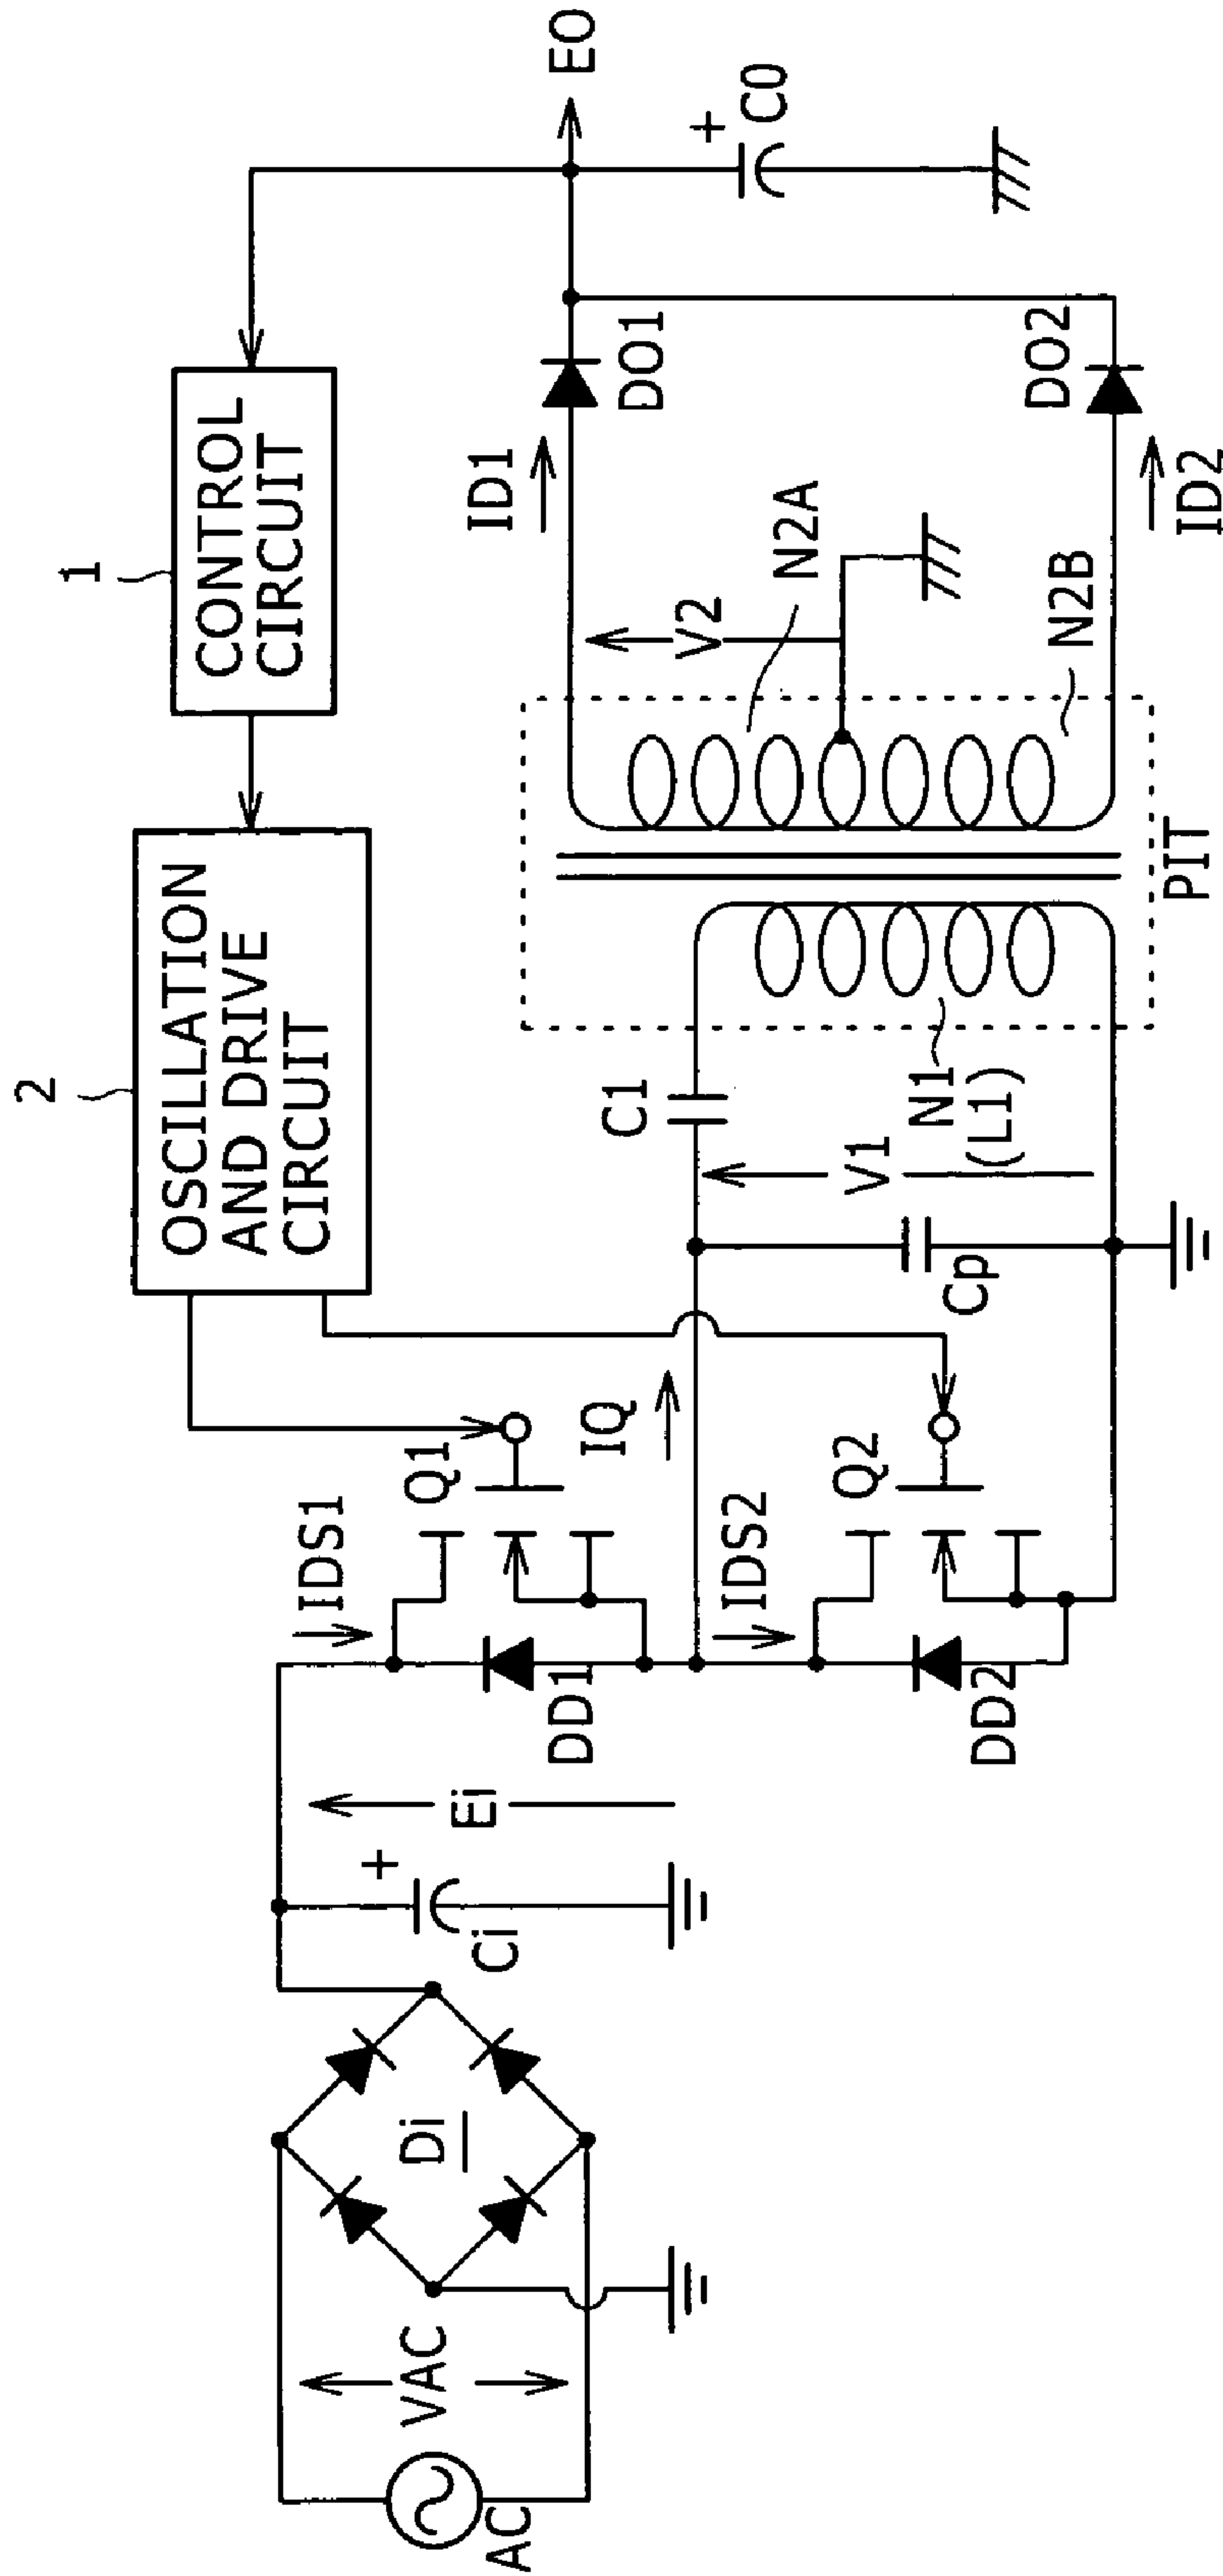 1
CONTROL
CIRCUIT
2
OSCILLATION
AND DRIVE
CIRCUIT
AC
VAC
Di
Ci
+
Ei
IDS1
Q1
DD1
IQ
IDS2
Q2
DD2
Cp
V1
C1
N1
(L1)
PIT
V2
N2A
N2B
ID1
DO1
ID2
DO2
EO
+
CO